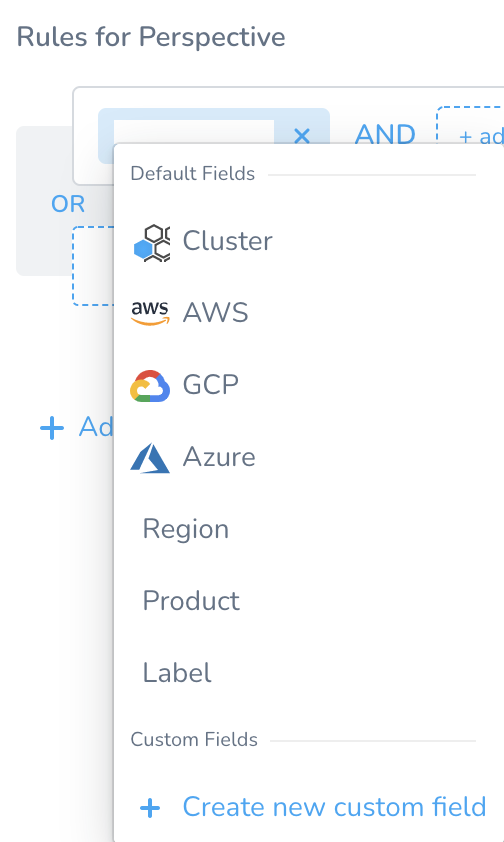 Rules for Perspective
AND
+ ad
Default Fields
OR
Cluster
aws AWS
GCP
Ad
Azure
Region
Product
Label
Custom Fields
+ Create new custom field